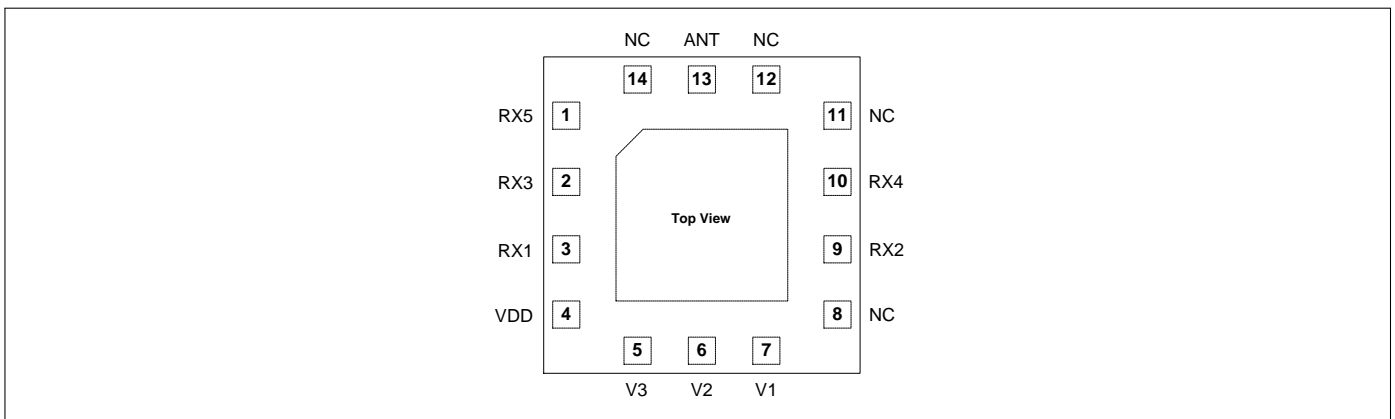 NC ANT NC
14 13 12
RX5 1 11 NC
RX3 2 10 RX4
Top View
RX1 3 9 RX2
VDD 4 8 NC
5 6 7
V3 V2 V1